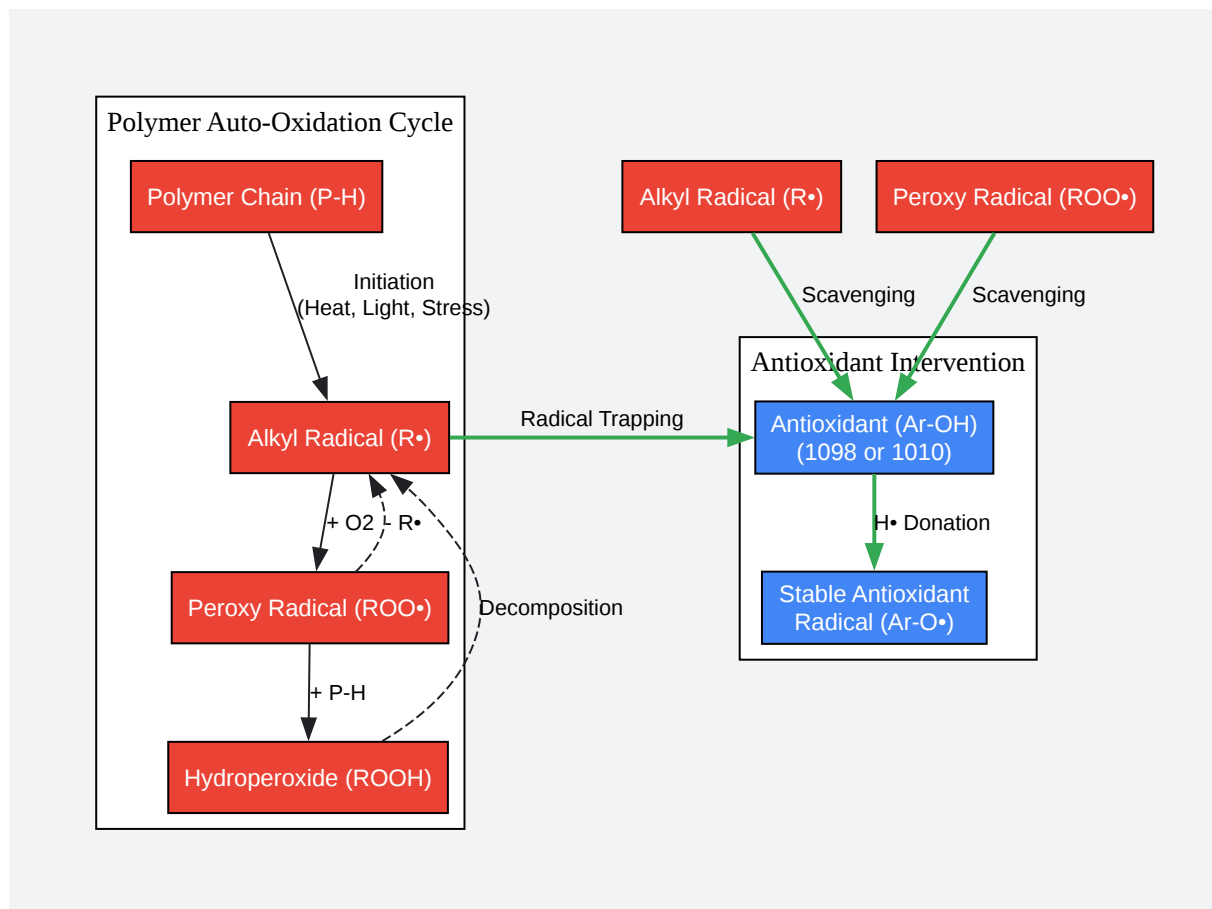 Polymer Auto-Oxidation Cycle
Polymer Chain (P-H)
Initiation
(Heat, Light, Stress)
Alkyl Radical (R•)
+ O2
- R•
Peroxy Radical (ROO•)
Decomposition
+ P-H
Hydroperoxide (ROOH)
Radical Trapping
Alkyl Radical (R•)
Peroxy Radical (ROO•)
Scavenging
Scavenging
Antioxidant Intervention
Antioxidant (Ar-OH)
(1098 or 1010)
H• Donation
Stable Antioxidant
Radical (Ar-O•)